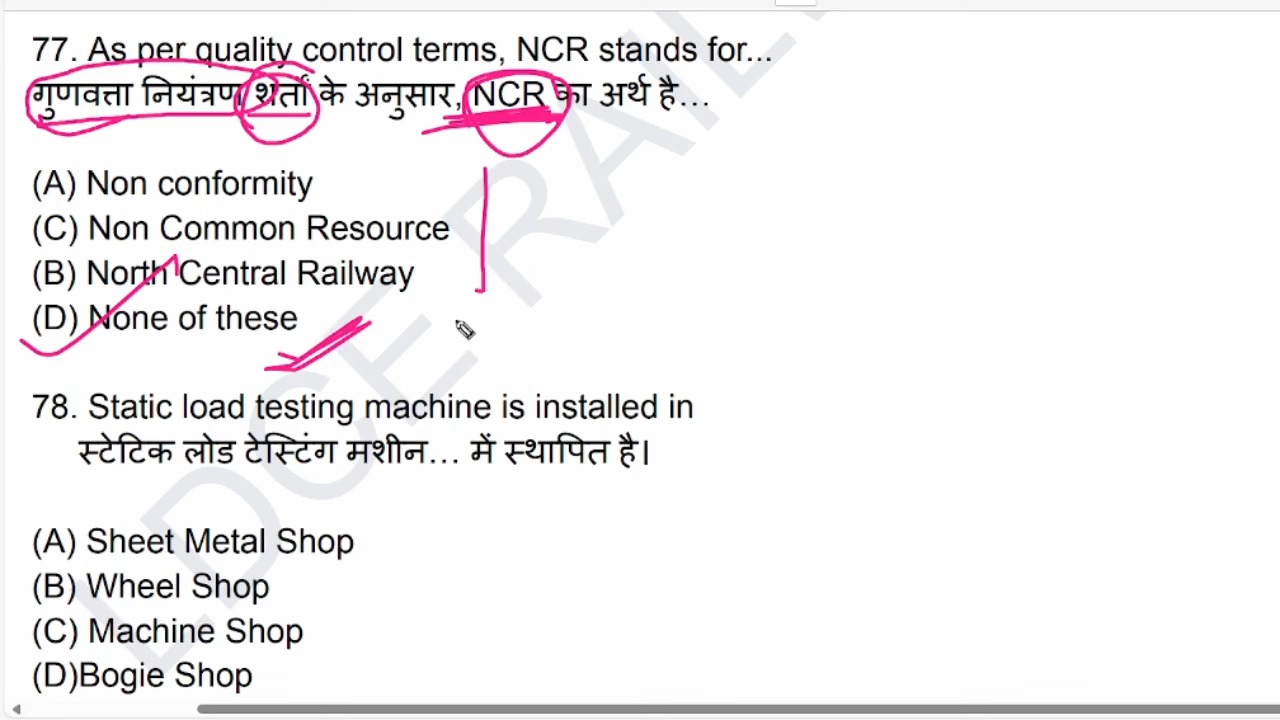 77. As per quality control terms, NCR stands for...
गुणवत्ता नियंत्रण शर्तों के अनुसार, NCR का अर्थ है...
(A) Non conformity
(C) Non Common Resource
(B) North Central Railway
(D) None of these
78. Static load testing machine is installed in
स्टेटिक लोड टेस्टिंग मशीन... में स्थापित है।
(A) Sheet Metal Shop
(B) Wheel Shop
(C) Machine Shop
(D)Bogie Shop
LDCE RAIL